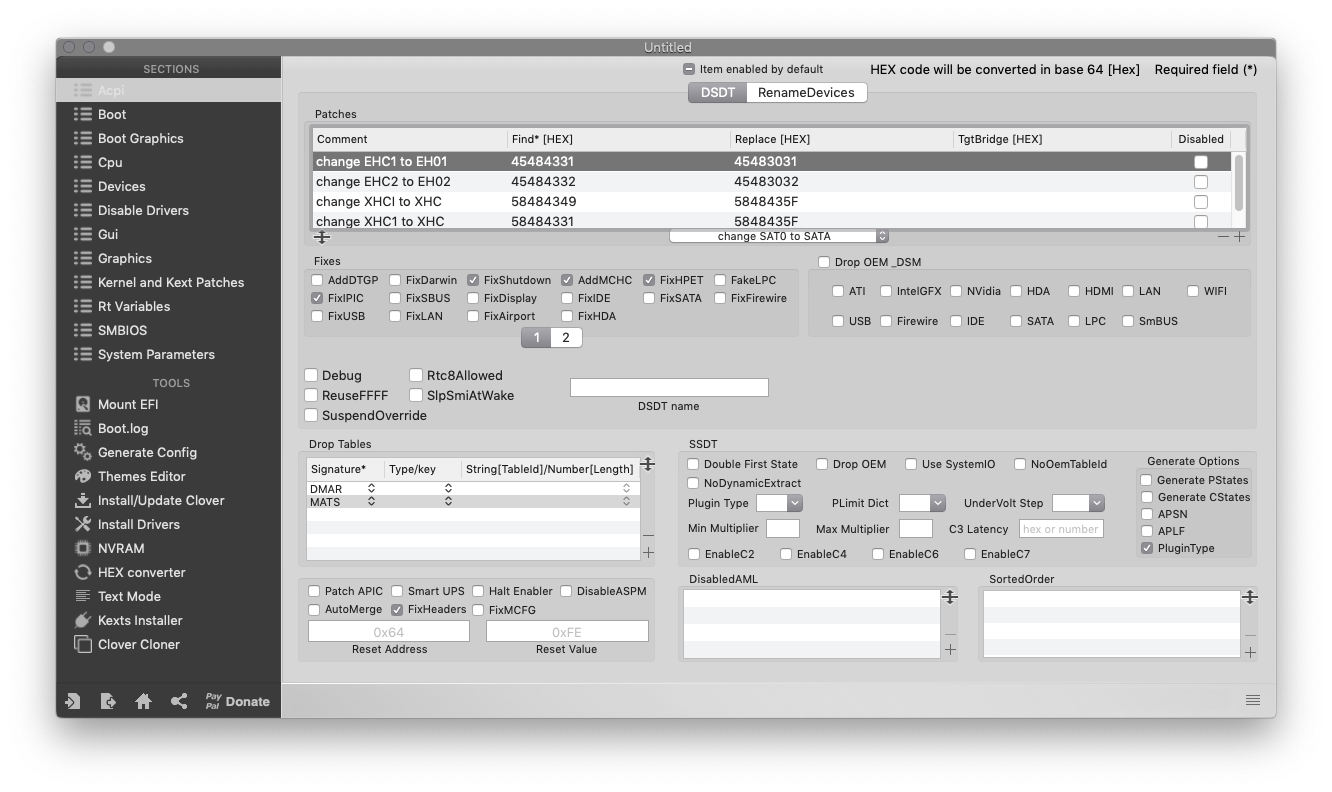 Untitled
SECTIONS
Acpi
Boot
Boot Graphics
Cpu
Devices
Disable Drivers
Gui
Graphics
Kernel and Kext Patches
Rt Variables
SMBIOS
System Parameters
TOOLS
Mount EFI
Boot.log
Generate Config
Themes Editor
Install/Update Clover
Install Drivers
NVRAM
HEX converter
Text Mode
Kexts Installer
Clover Cloner
Pay Pal Donate
Item enabled by default HEX code will be converted in base 64 [Hex] Required field (*)
DSDT RenameDevices
Patches
Comment Find* [HEX] Replace [HEX] TgtBridge [HEX] Disabled
change EHC1 to EH01 45484331 45483031
change EHC2 to EH02 45484332 45483032
change XHCI to XHC 58484349 5848435F
change XHC1 to XHC 58484331 5848435F
change SAT0 to SATA
Fixes
AddDTGP FixDarwin FixShutdown AddMCHC FixHPET FakeLPC
FixIPIC FixSBUS FixDisplay FixIDE FixSATA FixFirewire
FixUSB FixLAN FixAirport FixHDA
1 2
Drop OEM _DSM
ATI IntelGFX NVidia HDA HDMI LAN WIFI
USB Firewire IDE SATA LPC SmBUS
Debug Rtc8Allowed
ReuseFFFF SlpSmiAtWake
SuspendOverride
DSDT name
Drop Tables
Signature* Type/key String[TableId]/Number[Length]
DMAR
MATS
SSDT
Double First State Drop OEM Use SystemIO NoOemTableId
NoDynamicExtract
Plugin Type PLimit Dict UnderVolt Step
Min Multiplier Max Multiplier C3 Latency hex or number
EnableC2 EnableC4 EnableC6 EnableC7
Generate Options
Generate PStates
Generate CStates
APSN
APLF
PluginType
Patch APIC Smart UPS Halt Enabler DisableASPM
AutoMerge FixHeaders FixMCFG
0x64 0xFE
Reset Address Reset Value
DisabledAML
SortedOrder